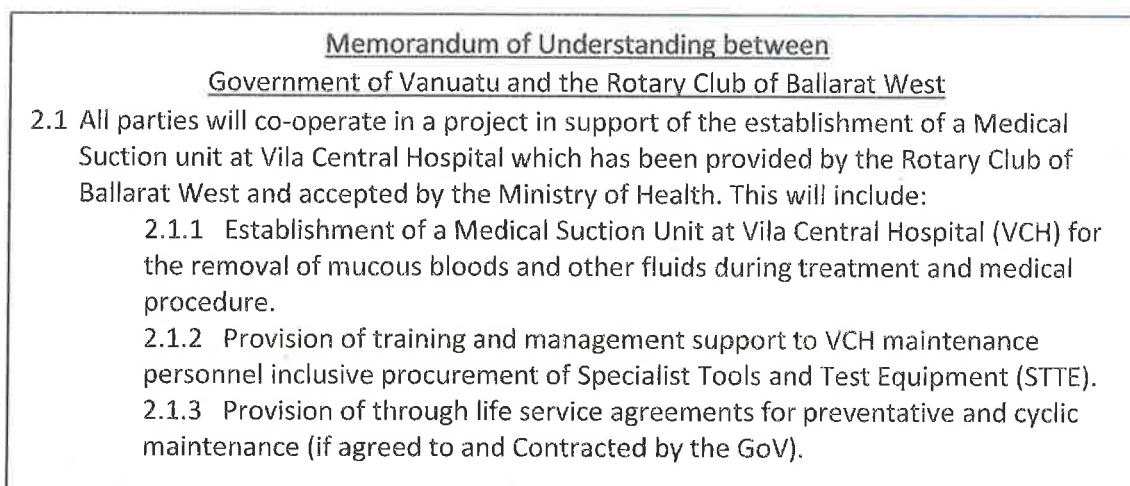 Memorandum of Understanding between
Government of Vanuatu and the Rotary Club of Ballarat West
2.1 All parties will co-operate in a project in support of the establishment of a Medical
Suction unit at Vila Central Hospital which has been provided by the Rotary Club of
Ballarat West and accepted by the Ministry of Health. This will include:
2.1.1 Establishment of a Medical Suction Unit at Vila Central Hospital (VCH) for
the removal of mucous bloods and other fluids during treatment and medical
procedure.
2.1.2 Provision of training and management support to VCH maintenance
personnel inclusive procurement of Specialist Tools and Test Equipment (STTE).
2.1.3 Provision of through life service agreements for preventative and cyclic
maintenance (if agreed to and Contracted by the GoV).